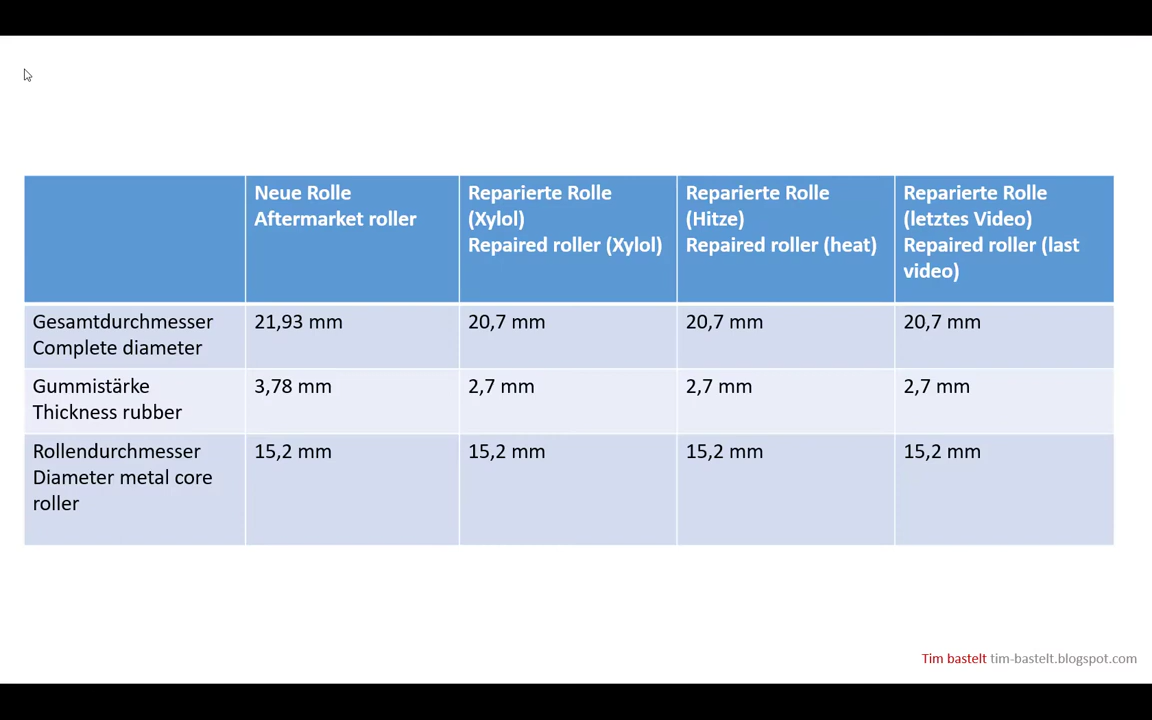 Neue Rolle
Aftermarket roller
Reparierte Rolle
(Xylol)
Repaired roller (Xylol)
Reparierte Rolle
(Hitze)
Repaired roller (heat)
Reparierte Rolle
(letztes Video)
Repaired roller (last
video)
Gesamtdurchmesser
Complete diameter
21,93 mm
20,7 mm
20,7 mm
20,7 mm
Gummistärke
Thickness rubber
3,78 mm
2,7 mm
2,7 mm
2,7 mm
Rollendurchmesser
Diameter metal core
roller
15,2 mm
15,2 mm
15,2 mm
15,2 mm
Tim bastelt tim-bastelt.blogspot.com